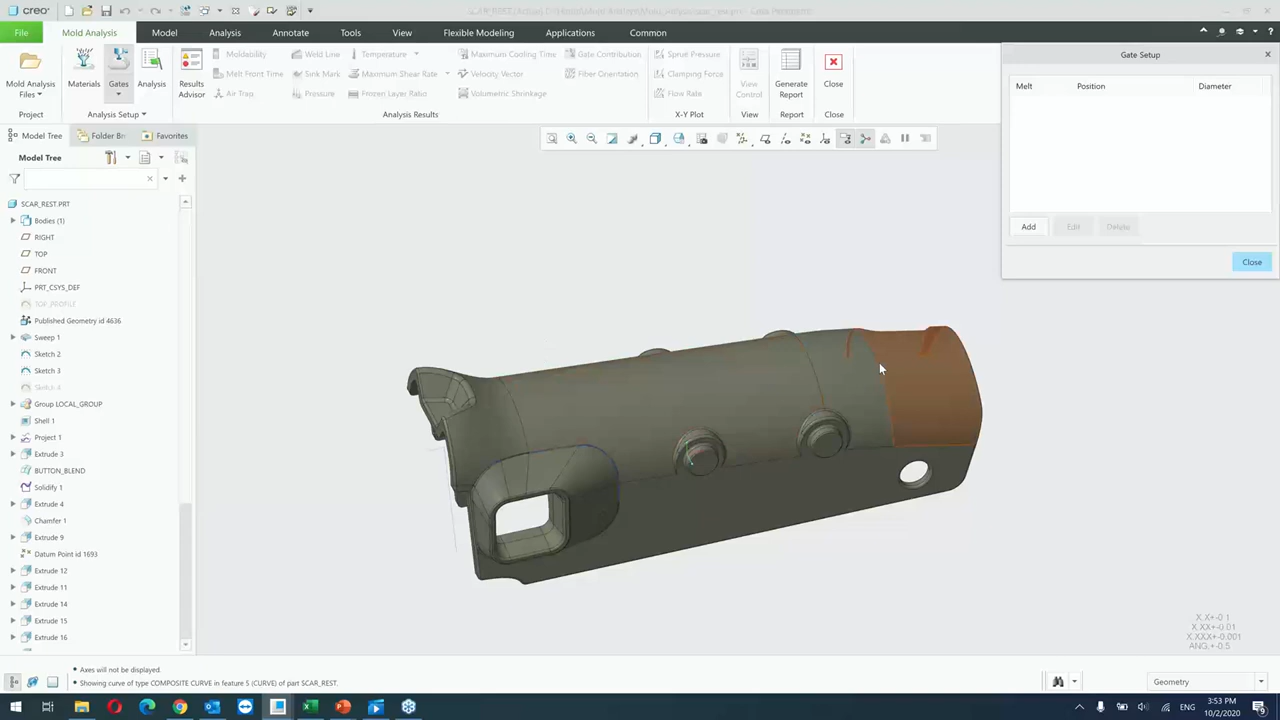 creo
File
Mold Analysis
Model
Analysis
Annotate
Tools
View
Flexible Modeling
Applications
Common
Mold Analysis Files
Materials
Gates
Analysis
Results Advisor
Moldability
Melt Front Time
Air Trap
Weld Line
Sink Mark
Pressure
Temperature
Maximum Shear Rate
Frozen Layer Ratio
Maximum Cooling Time
Velocity Vector
Volumetric Shrinkage
Gate Contribution
Fiber Orientation
Sprue Pressure
Clamping Force
Flow Rate
View Control
Generate Report
Close
Project
Analysis Setup
Analysis Results
X-Y Plot
View
Report
Close
Gate Setup
Melt
Position
Diameter
Add
Edit
Delete
Close
Model Tree
Folder Br
Favorites
Model Tree
SCAR_REST.PRT
Bodies (1)
RIGHT
TOP
FRONT
PRT_CSYS_DEF
TOP_PROFILE
Published Geometry id 4636
Sweep 1
Sketch 2
Sketch 3
Sketch 4
Group LOCAL_GROUP
Shell 1
Project 1
Extrude 3
BUTTON_BLEND
Solidify 1
Extrude 4
Chamfer 1
Extrude 9
Datum Point id 1693
Extrude 12
Extrude 11
Extrude 14
Extrude 15
Extrude 16
X.X+-0.1
X.XX+-0.01
X.XXX+-0.001
ANG.+-0.5
• Axes will not be displayed.
• Showing curve of type COMPOSITE CURVE in feature 5 (CURVE) of part SCAR_REST.
Geometry
ENG
3:53 PM
10/2/2020